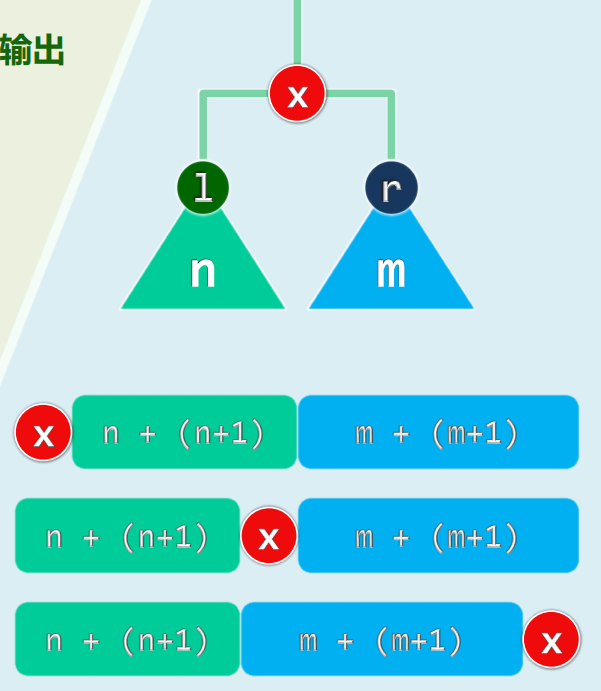 输出
x
l r
n m
x n + (n+1) m + (m+1)
n + (n+1) x m + (m+1)
n + (n+1) m + (m+1) x